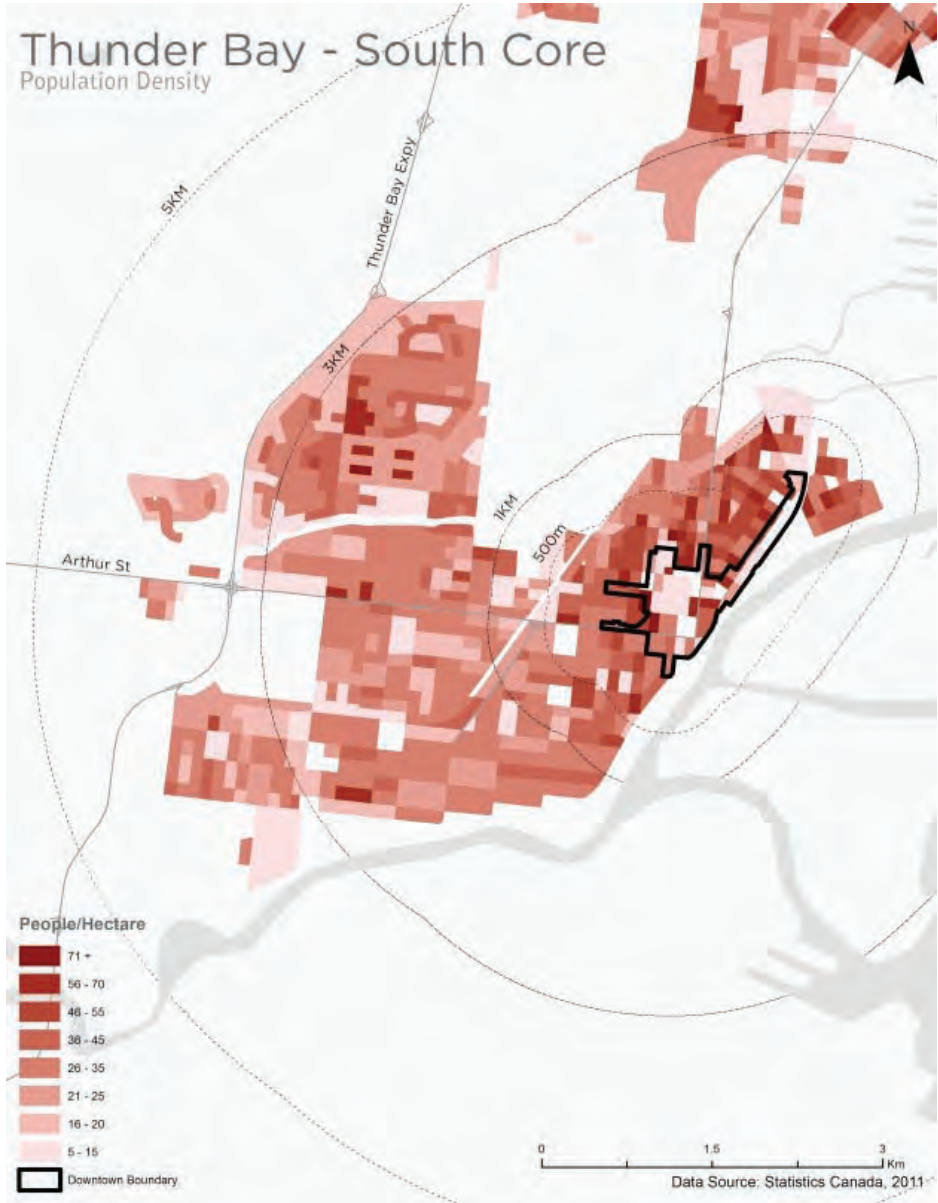 Thunder Bay - South Core
Population Density
N
5KM
Thunder Bay Expy
3KM
1KM
500m
Arthur St
People/Hectare
71 +
56 - 70
46 - 55
36 - 45
26 - 35
21 - 25
16 - 20
5 - 15
Downtown Boundary
0 1.5 3
Km
Data Source: Statistics Canada, 2011